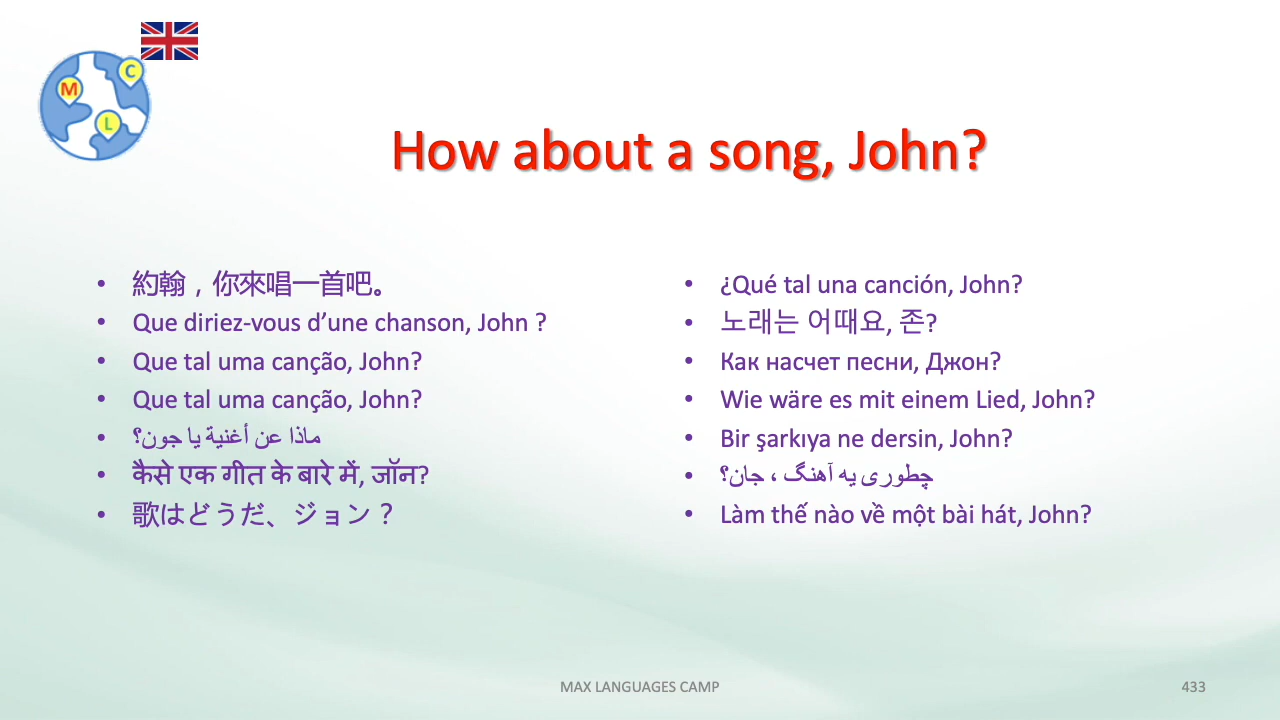 M
C
L
How about a song, John?
約翰，你來唱一首吧。
Que diriez-vous d’une chanson, John ?
Que tal uma canção, John?
Que tal uma canção, John?
ماذا عن أغنية يا جون؟
कैसे एक गीत के बारे में, जॉन?
歌はどうだ、ジョン？
¿Qué tal una canción, John?
노래는 어때요, 존?
Как насчет песни, Джон?
Wie wäre es mit einem Lied, John?
Bir şarkıya ne dersin, John?
چطوری یه آهنگ ، جان؟
Làm thế nào về một bài hát, John?
MAX LANGUAGES CAMP
433